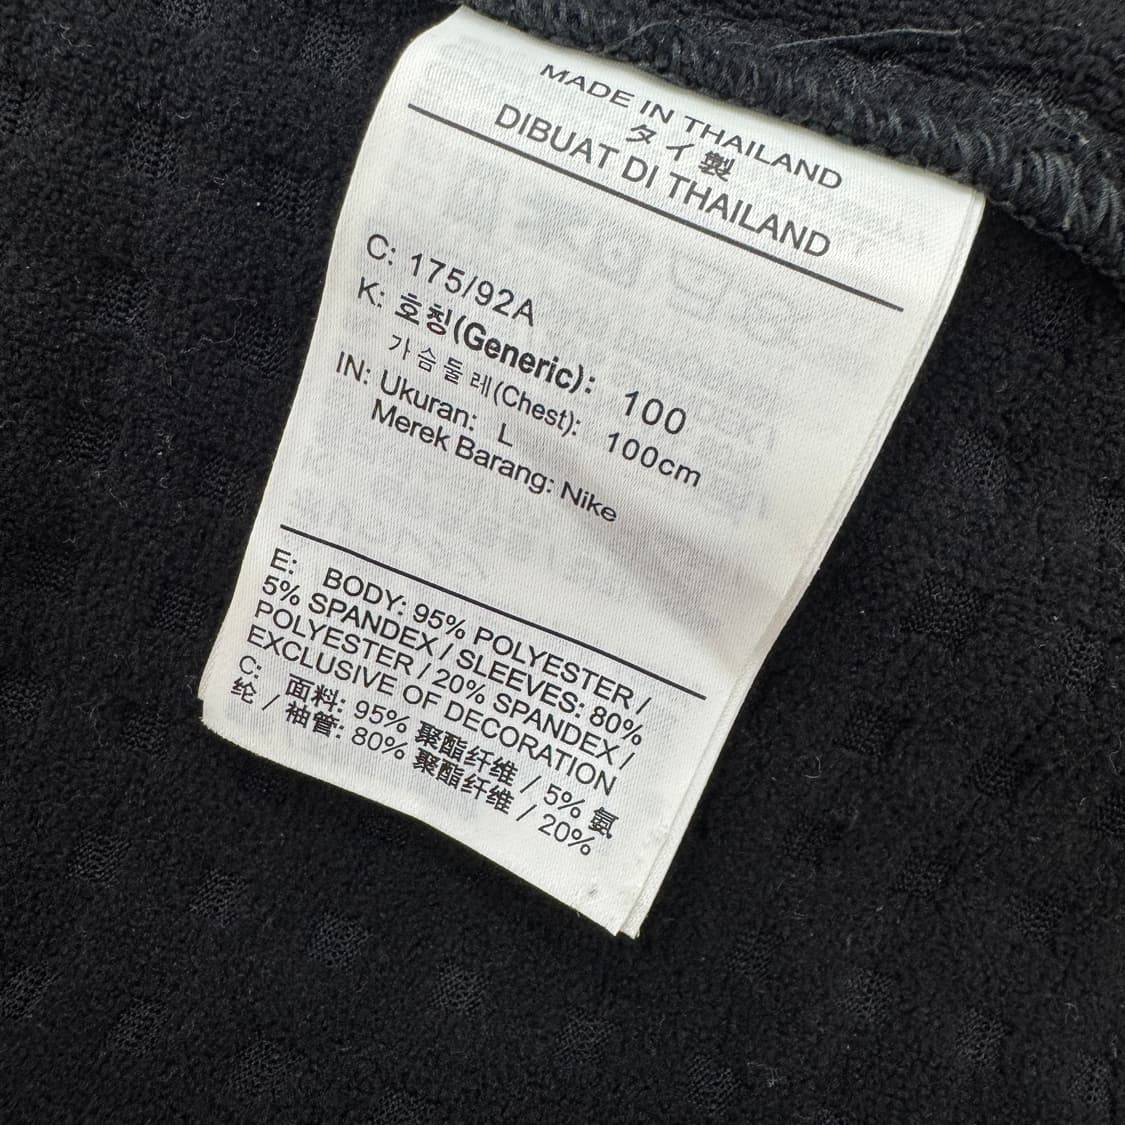 MADE IN THAILAND
タイ製
DIBUAT DI THAILAND
C: 175/92A
K: 호칭(Generic): 100
가슴둘레(Chest): 100cm
IN: Ukuran: L
Merek Barang: Nike
E: BODY: 95% POLYESTER /
5% SPANDEX / SLEEVES: 80%
POLYESTER / 20% SPANDEX /
EXCLUSIVE OF DECORATION
C: 面料: 95% 聚酯纤维 / 5% 氨
纶 / 袖管: 80% 聚酯纤维 / 20%